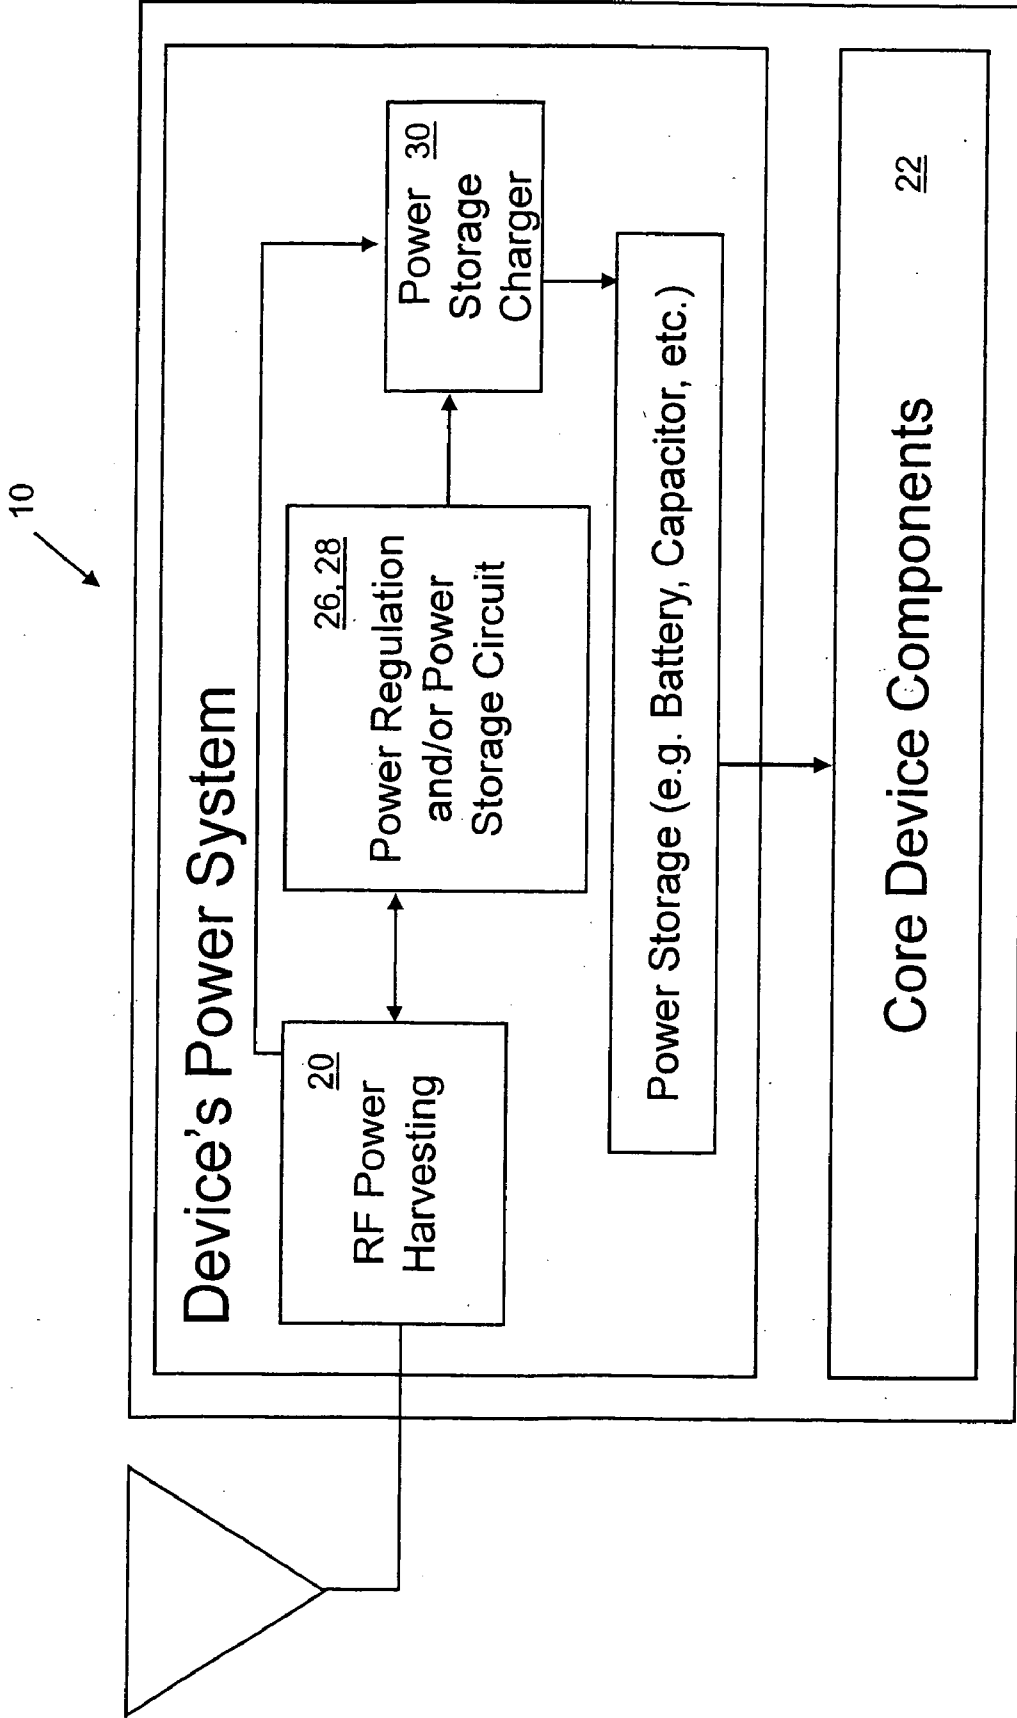 10
Device's Power System
20
RF Power
Harvesting
26, 28
Power Regulation
and/or Power
Storage Circuit
Power 30
Storage
Charger
Power Storage (e.g. Battery, Capacitor, etc.)
Core Device Components
22